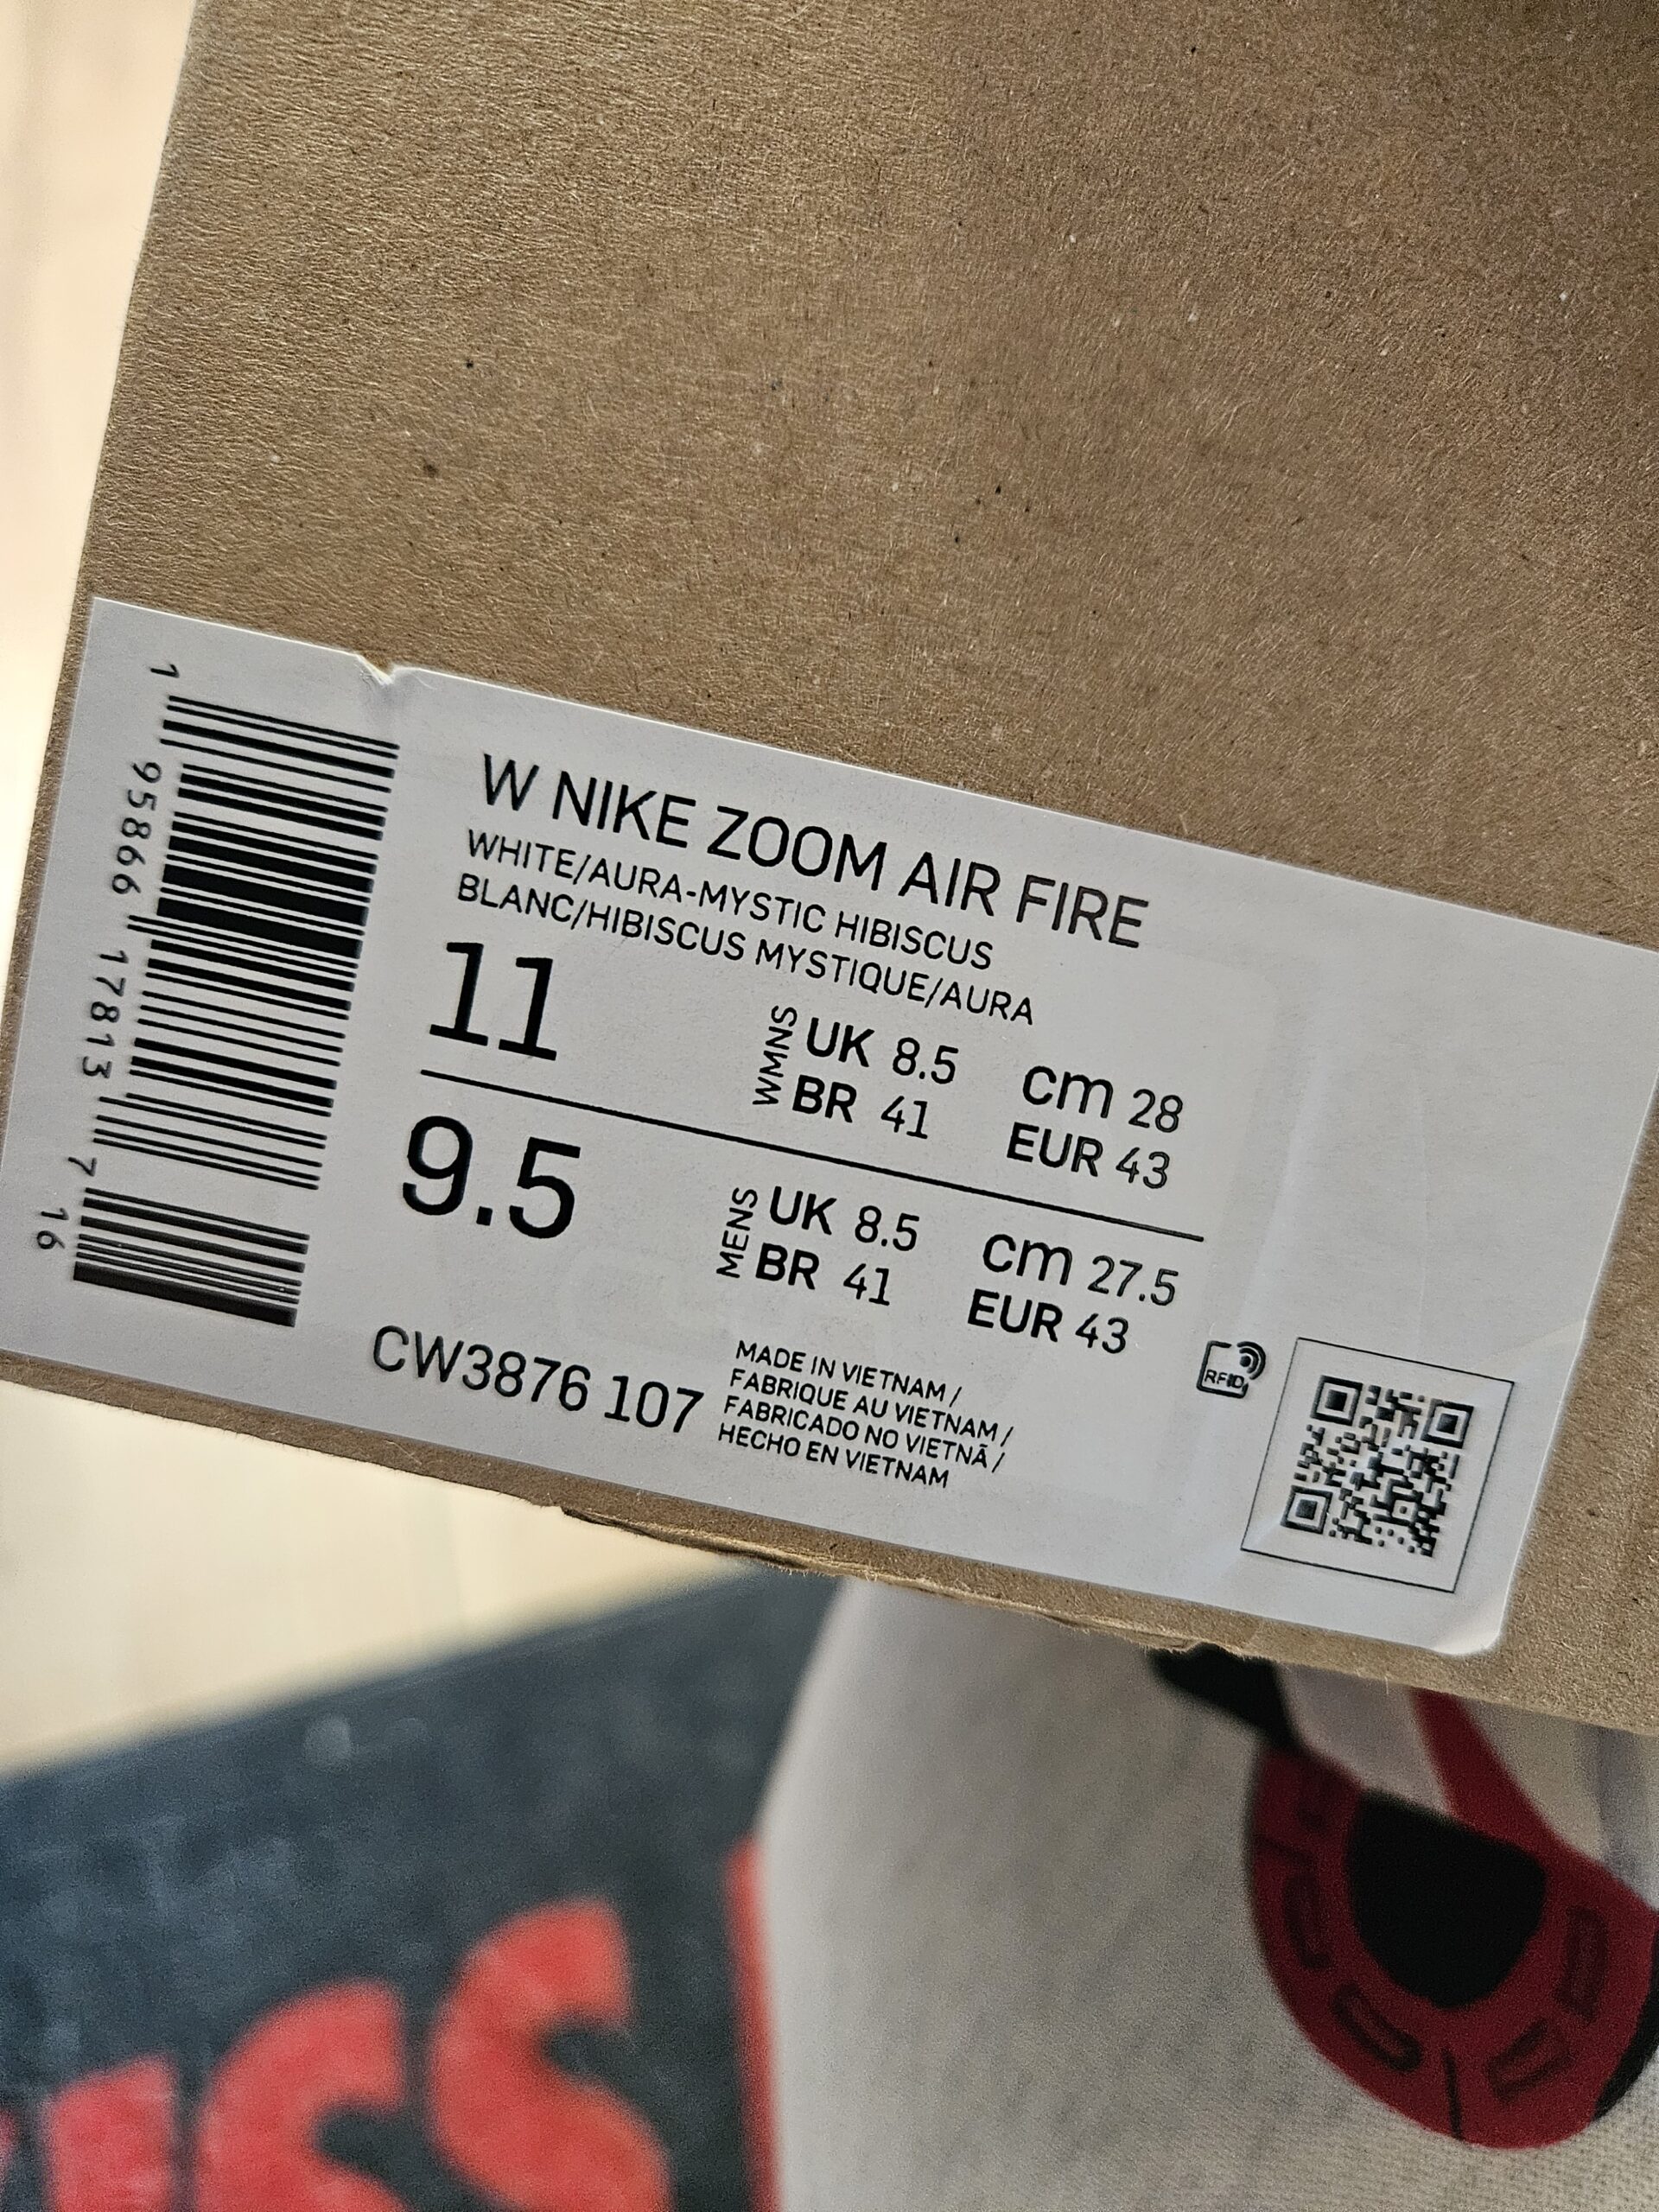 W NIKE ZOOM AIR FIRE
WHITE/AURA-MYSTIC HIBISCUS
BLANC/HIBISCUS MYSTIQUE/AURA
11
WMNS
UK 8.5 cm 28
BR 41 EUR 43
9.5
MENS
UK 8.5 cm 27.5
BR 41 EUR 43
CW3876 107
MADE IN VIETNAM /
FABRIQUE AU VIETNAM /
FABRICADO NO VIETNÃ /
HECHO EN VIETNAM
RFID
1 95866 17813 7 16